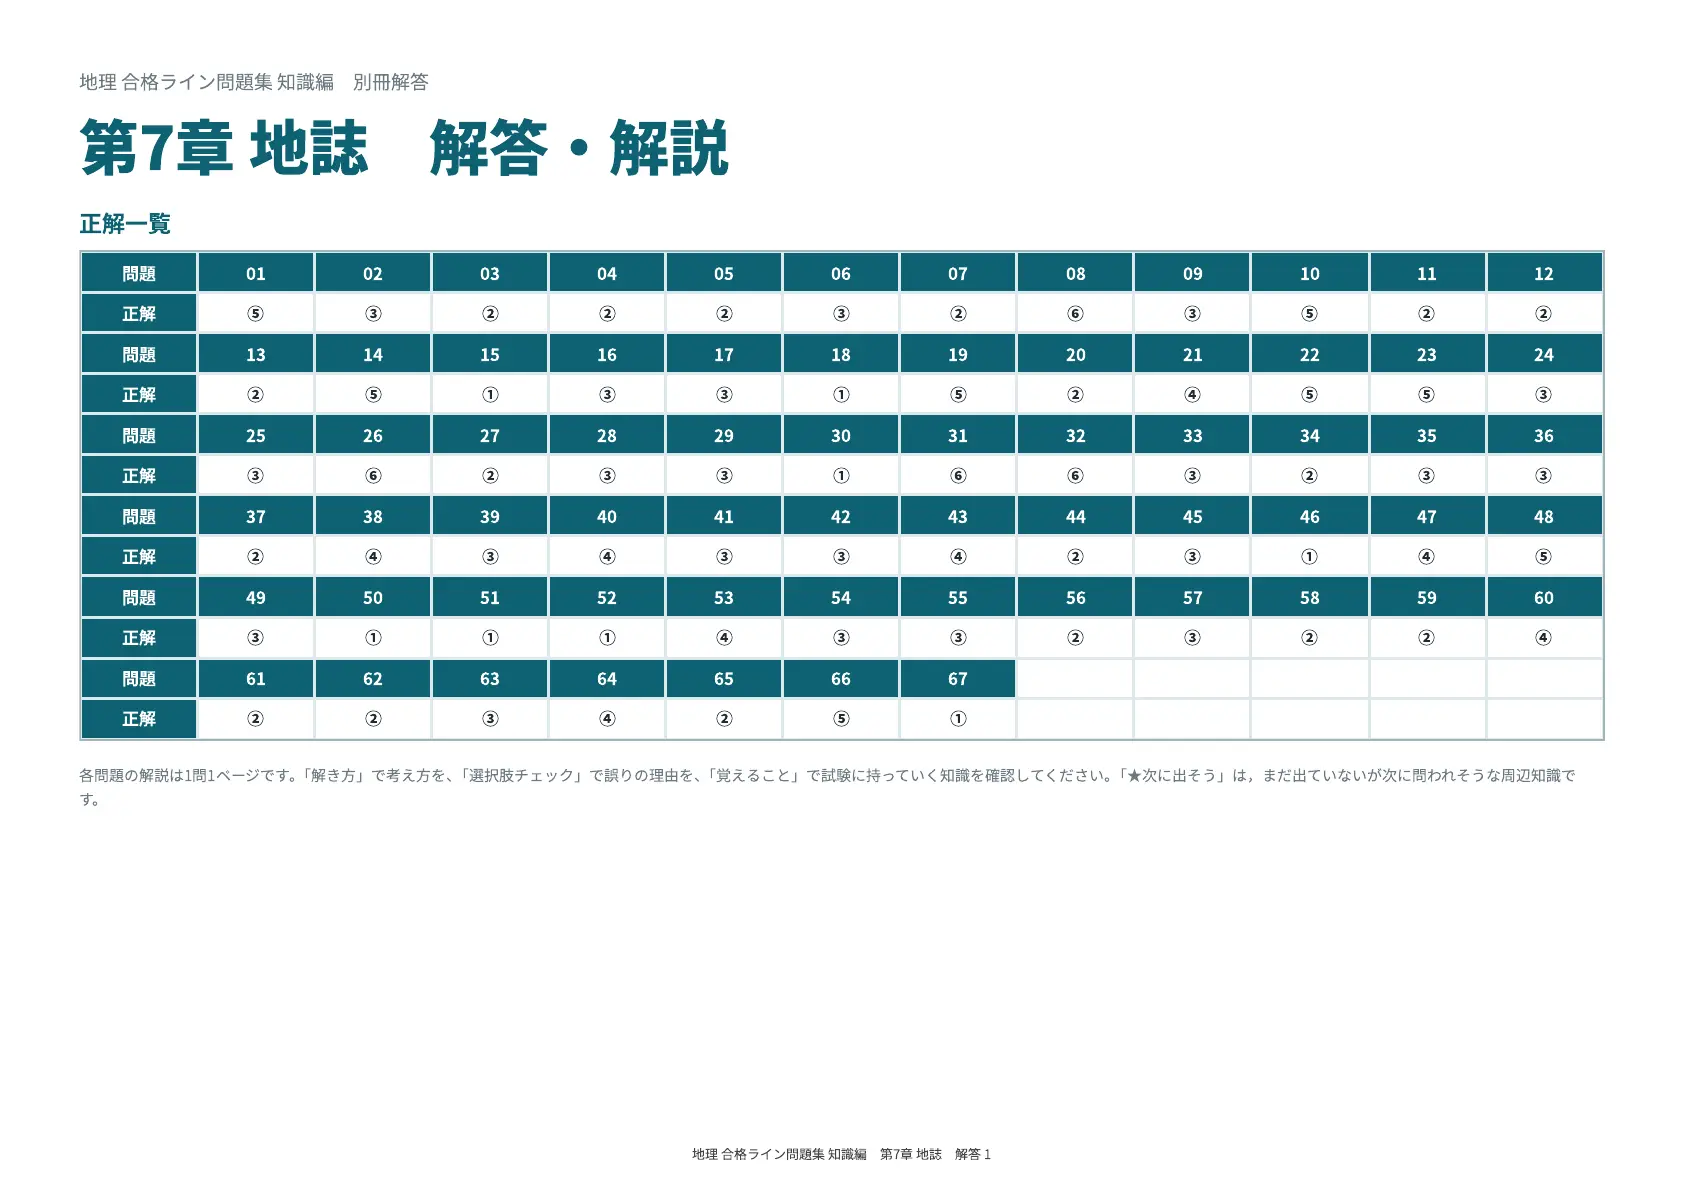 地理 合格ライン問題集 知識編　別冊解答
第7章 地誌　解答・解説
正解一覧
問題 01 02 03 04 05 06 07 08 09 10 11 12
正解 ⑤ ③ ② ② ② ③ ② ⑥ ③ ⑤ ② ②
問題 13 14 15 16 17 18 19 20 21 22 23 24
正解 ② ⑤ ① ③ ③ ① ⑤ ② ④ ⑤ ⑤ ③
問題 25 26 27 28 29 30 31 32 33 34 35 36
正解 ③ ⑥ ② ③ ③ ① ⑥ ⑥ ③ ② ③ ③
問題 37 38 39 40 41 42 43 44 45 46 47 48
正解 ② ④ ③ ④ ③ ③ ④ ② ③ ① ④ ⑤
問題 49 50 51 52 53 54 55 56 57 58 59 60
正解 ③ ① ① ① ④ ③ ③ ② ③ ② ② ④
問題 61 62 63 64 65 66 67
正解 ② ② ③ ④ ② ⑤ ①
各問題の解説は1問1ページです。「解き方」で考え方を、「選択肢チェック」で誤りの理由を、「覚えること」で試験に持っていく知識を確認してください。「★次に出そう」は，まだ出ていないが次に問われそうな周辺知識で
す。
地理 合格ライン問題集 知識編　第7章 地誌　解答 1